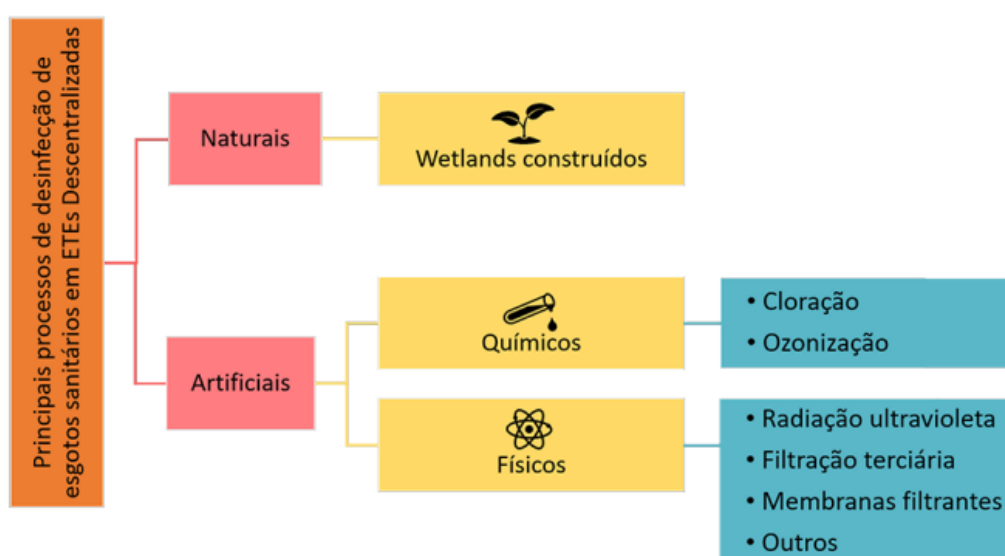 Principais processos de desinfecção de
esgotos sanitários em ETEs Descentralizadas
Naturais
Wetlands construídos
Artificiais
Químicos
• Cloração
• Ozonização
Físicos
• Radiação ultravioleta
• Filtração terciária
• Membranas filtrantes
• Outros